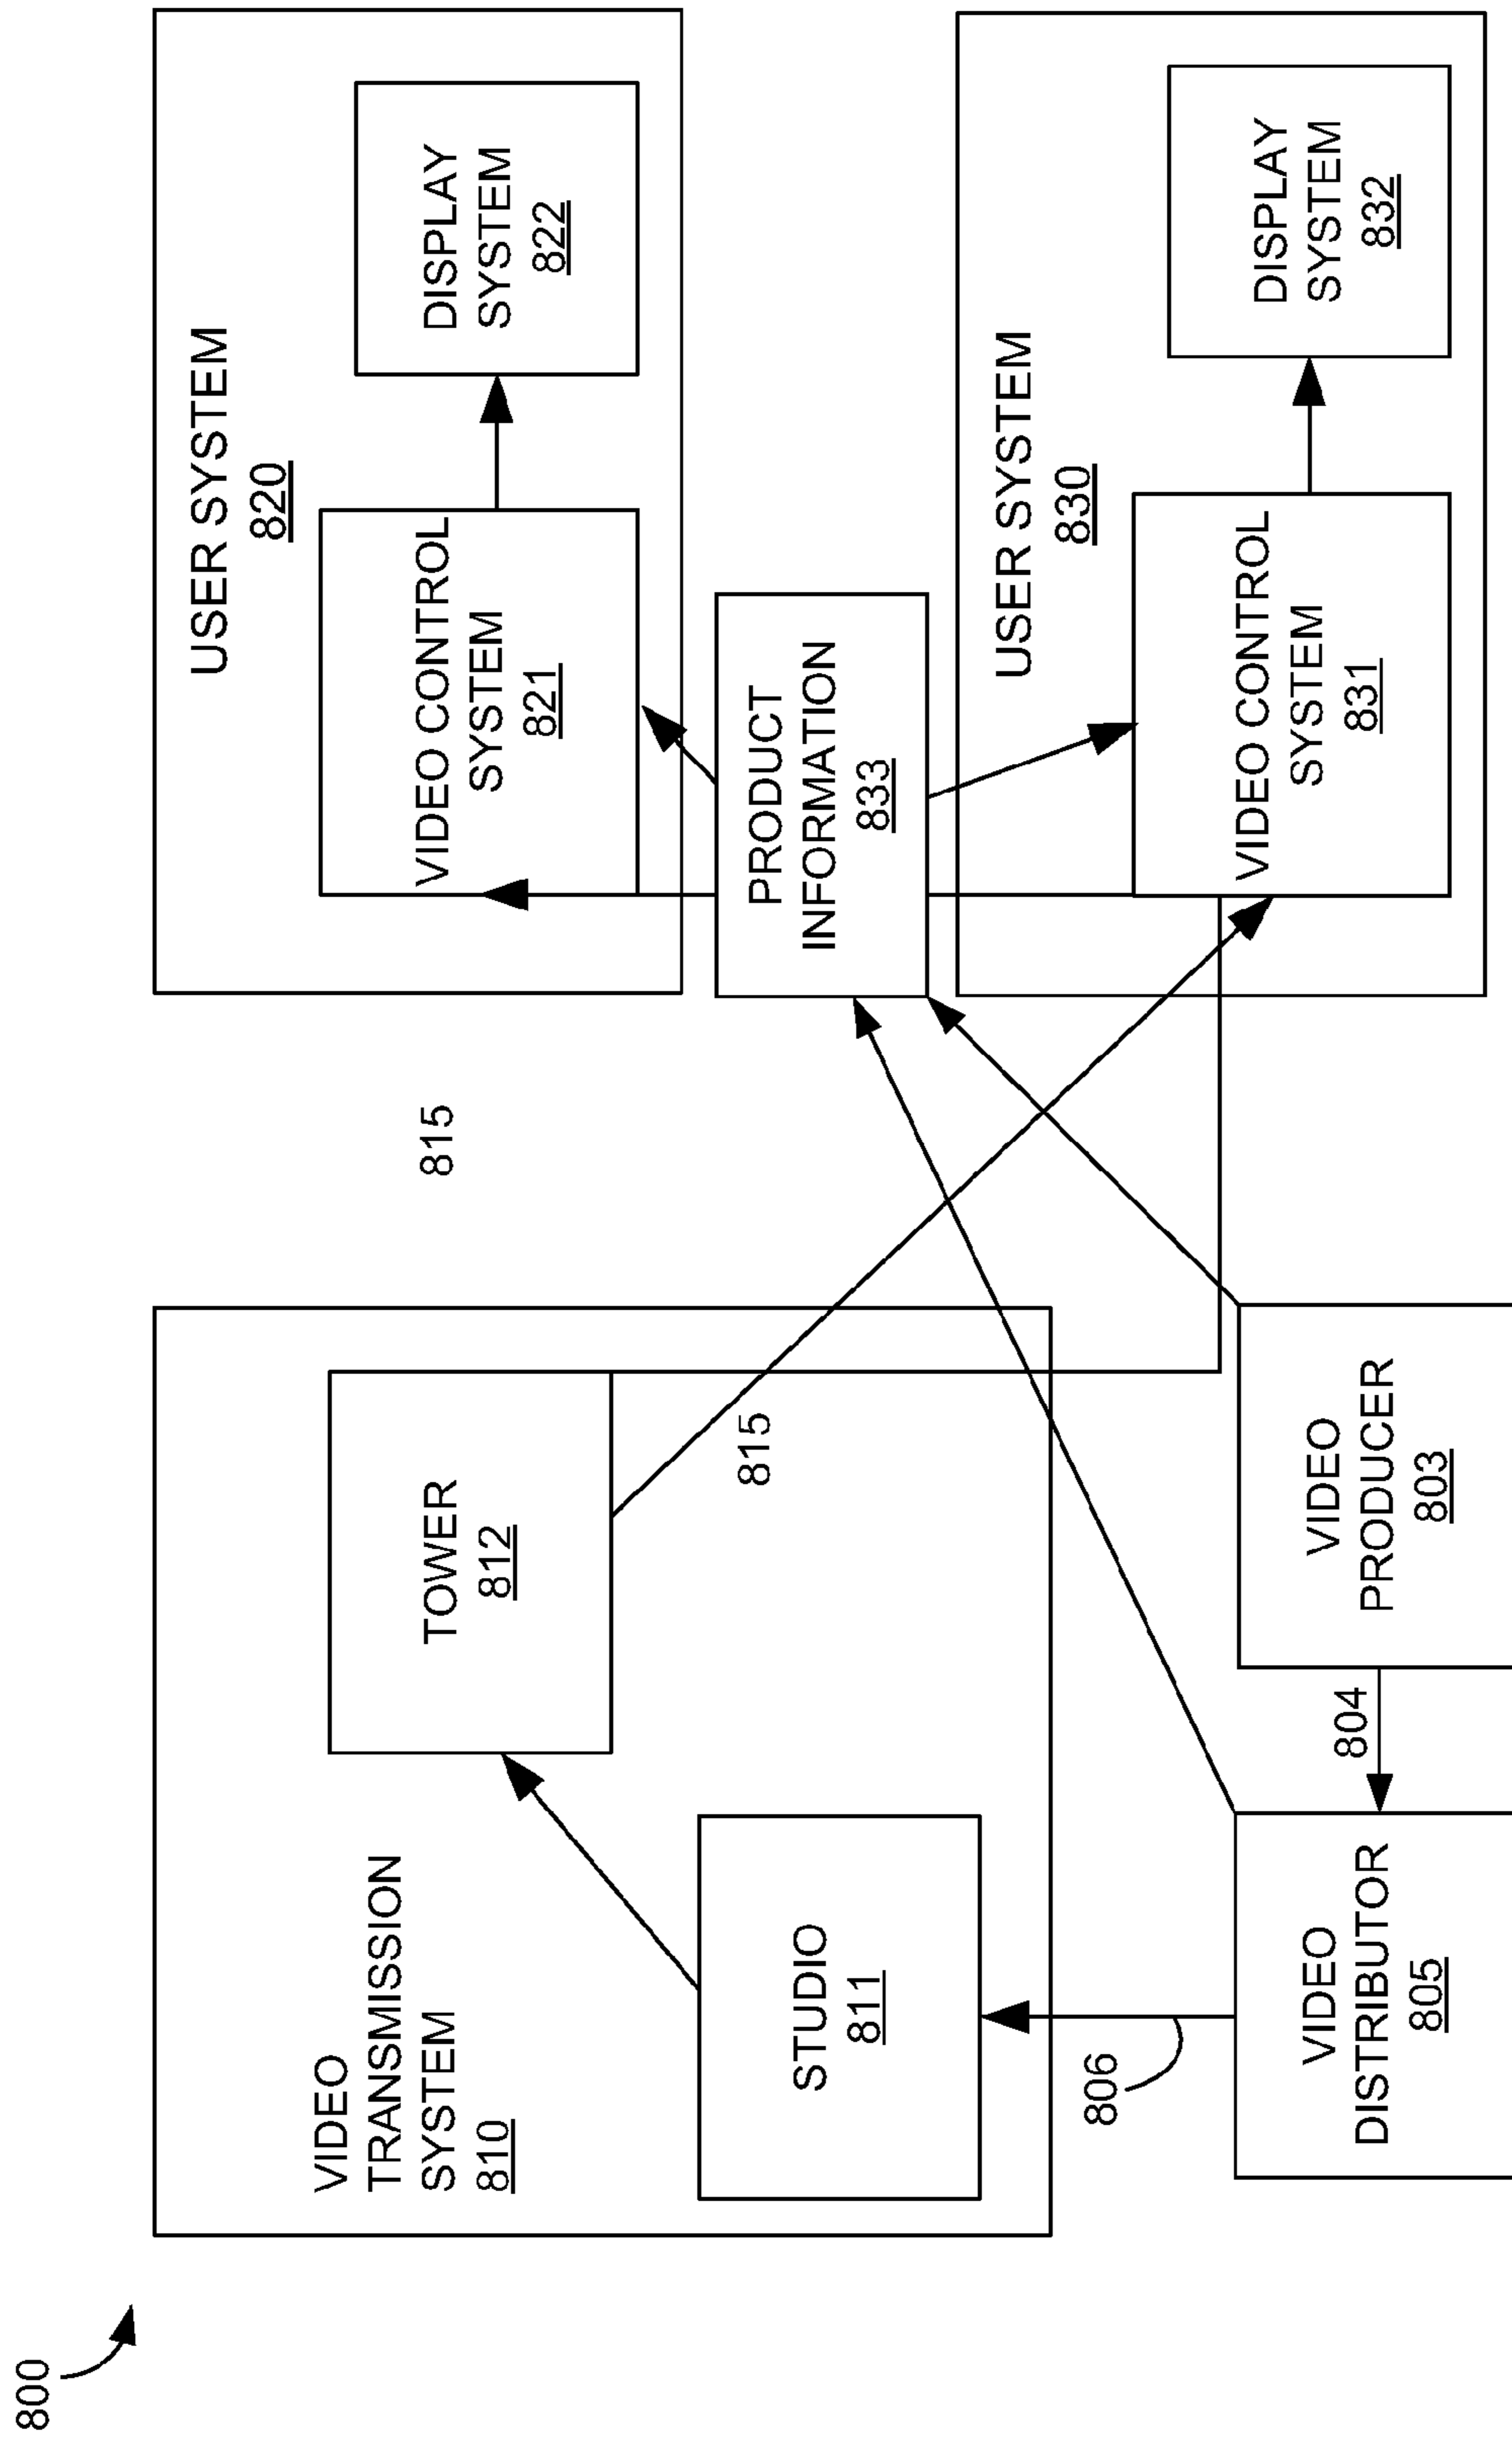 800
VIDEO
TRANSMISSION
SYSTEM
810
TOWER
812
STUDIO
811
815
815
806
VIDEO
DISTRIBUTOR
805
804
VIDEO
PRODUCER
803
USER SYSTEM
820
VIDEO CONTROL
SYSTEM
821
DISPLAY
SYSTEM
822
PRODUCT
INFORMATION
833
USER SYSTEM
830
VIDEO CONTROL
SYSTEM
831
DISPLAY
SYSTEM
832